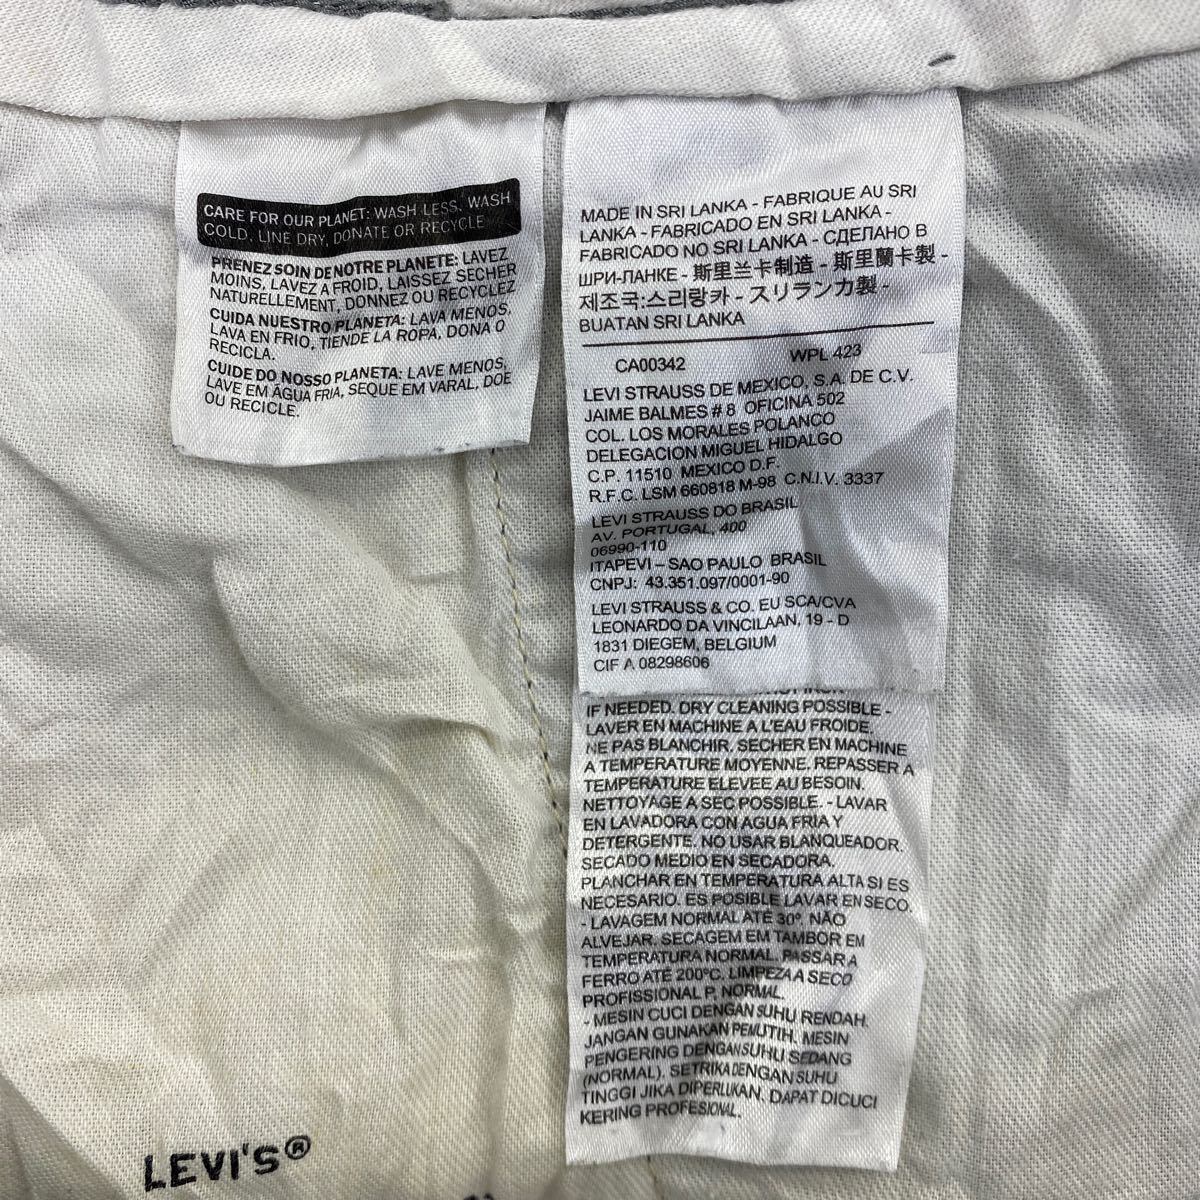 CARE FOR OUR PLANET: WASH LESS, WASH
COLD, LINE DRY, DONATE OR RECYCLE
PRENEZ SOIN DE NOTRE PLANETE: LAVEZ
MOINS, LAVEZ A FROID, LAISSEZ SECHER
NATURELLEMENT, DONNEZ OU RECYCLEZ
CUIDA NUESTRO PLANETA: LAVA MENOS,
LAVA EN FRIO, TIENDE LA ROPA, DONA O
RECICLA.
CUIDE DO NOSSO PLANETA: LAVE MENOS,
LAVE EM ÁGUA FRIA, SEQUE EM VARAL, DOE
OU RECICLE.
MADE IN SRI LANKA - FABRIQUE AU SRI
LANKA - FABRICADO EN SRI LANKA -
FABRICADO NO SRI LANKA - СДЕЛАНО В
ШРИ-ЛАНКЕ - 斯里兰卡制造 - 斯里蘭卡製 -
제조국:스리랑카 - スリランカ製 -
BUATAN SRI LANKA
CA00342 WPL 423
LEVI STRAUSS DE MEXICO, S.A. DE C.V.
JAIME BALMES # 8 OFICINA 502
COL. LOS MORALES POLANCO
DELEGACION MIGUEL HIDALGO
C.P. 11510 MEXICO D.F.
R.F.C. LSM 660818 M-98 C.N.I.V. 3337
LEVI STRAUSS DO BRASIL
AV. PORTUGAL, 400
06990-110
ITAPEVI – SAO PAULO BRASIL
CNPJ: 43.351.097/0001-90
LEVI STRAUSS & CO. EU SCA/CVA
LEONARDO DA VINCILAAN, 19 - D
1831 DIEGEM, BELGIUM
CIF A 08298606
IF NEEDED. DRY CLEANING POSSIBLE -
LAVER EN MACHINE A L'EAU FROIDE.
NE PAS BLANCHIR. SECHER EN MACHINE
A TEMPERATURE MOYENNE. REPASSER A
TEMPERATURE ELEVEE AU BESOIN.
NETTOYAGE A SEC POSSIBLE. - LAVAR
EN LAVADORA CON AGUA FRIA Y
DETERGENTE. NO USAR BLANQUEADOR.
SECADO MEDIO EN SECADORA.
PLANCHAR EN TEMPERATURA ALTA SI ES
NECESARIO. ES POSIBLE LAVAR EN SECO.
- LAVAGEM NORMAL ATÉ 30º. NÃO
ALVEJAR. SECAGEM EM TAMBOR EM
TEMPERATURA NORMAL. PASSAR A
FERRO ATÉ 200ºC. LIMPEZA A SECO
PROFISSIONAL P, NORMAL.
- MESIN CUCI DENGAN SUHU RENDAH.
JANGAN GUNAKAN PEMUTIH. MESIN
PENGERING DENGAN SUHU SEDANG
(NORMAL). SETRIKA DENGAN SUHU
TINGGI JIKA DIPERLUKAN. DAPAT DICUCI
KERING PROFESIONAL.
LEVI'S®